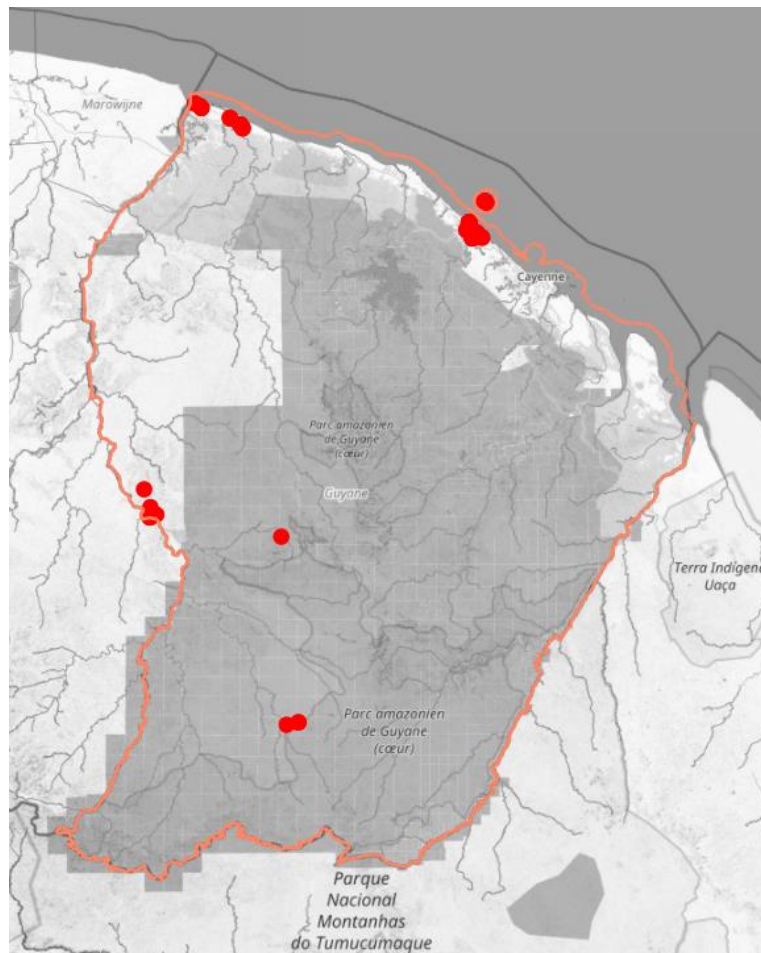 Marowijne
Cayenne
Parc amazonien
de Guyane
(cœur)
Guyane
Terra Indígena
Uaçá
Parc amazonien
de Guyane
(cœur)
Parque
Nacional
Montanhas
do Tumucumaque